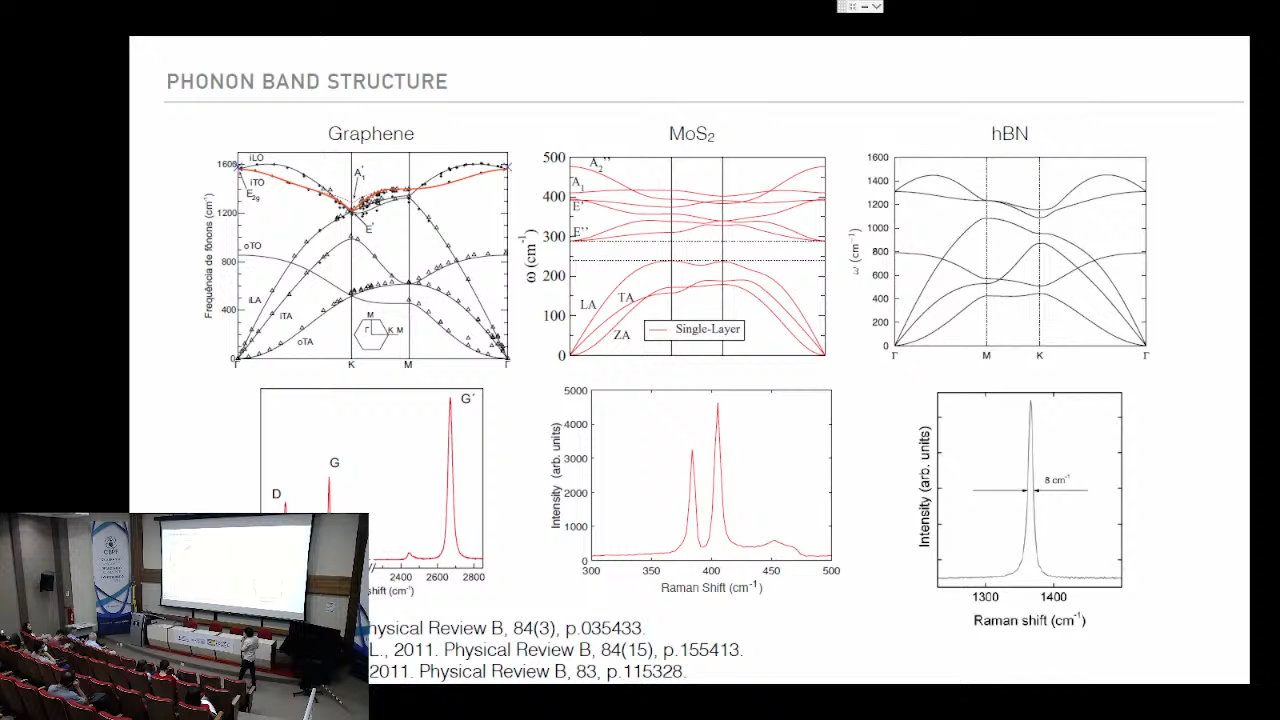 PHONON BAND STRUCTURE
Graphene
MoS₂
hBN
Frequência de fônons (cm⁻¹)
1600
1200
800
400
0
iLO
iTO
E2g
oTO
iLA
iTA
oTA
A'1
E'
M
Γ
K M
Γ
K
M
Γ
ω (cm⁻¹)
500
400
300
200
100
0
A₂''
A₁
E'
E''
LA
TA
ZA
Single-Layer
ω (cm⁻¹)
1600
1400
1200
1000
800
600
400
200
0
Γ
M
K
Γ
D
G
G´
2400
2600
2800
shift (cm⁻¹)
Intensity (arb. units)
5000
4000
3000
2000
1000
0
300
350
400
450
500
Raman Shift (cm⁻¹)
Intensity (arb. units)
8 cm⁻¹
1300
1400
Raman shift (cm⁻¹)
hysical Review B, 84(3), p.035433.
L., 2011. Physical Review B, 84(15), p.155413.
2011. Physical Review B, 83, p.115328.
CBPF